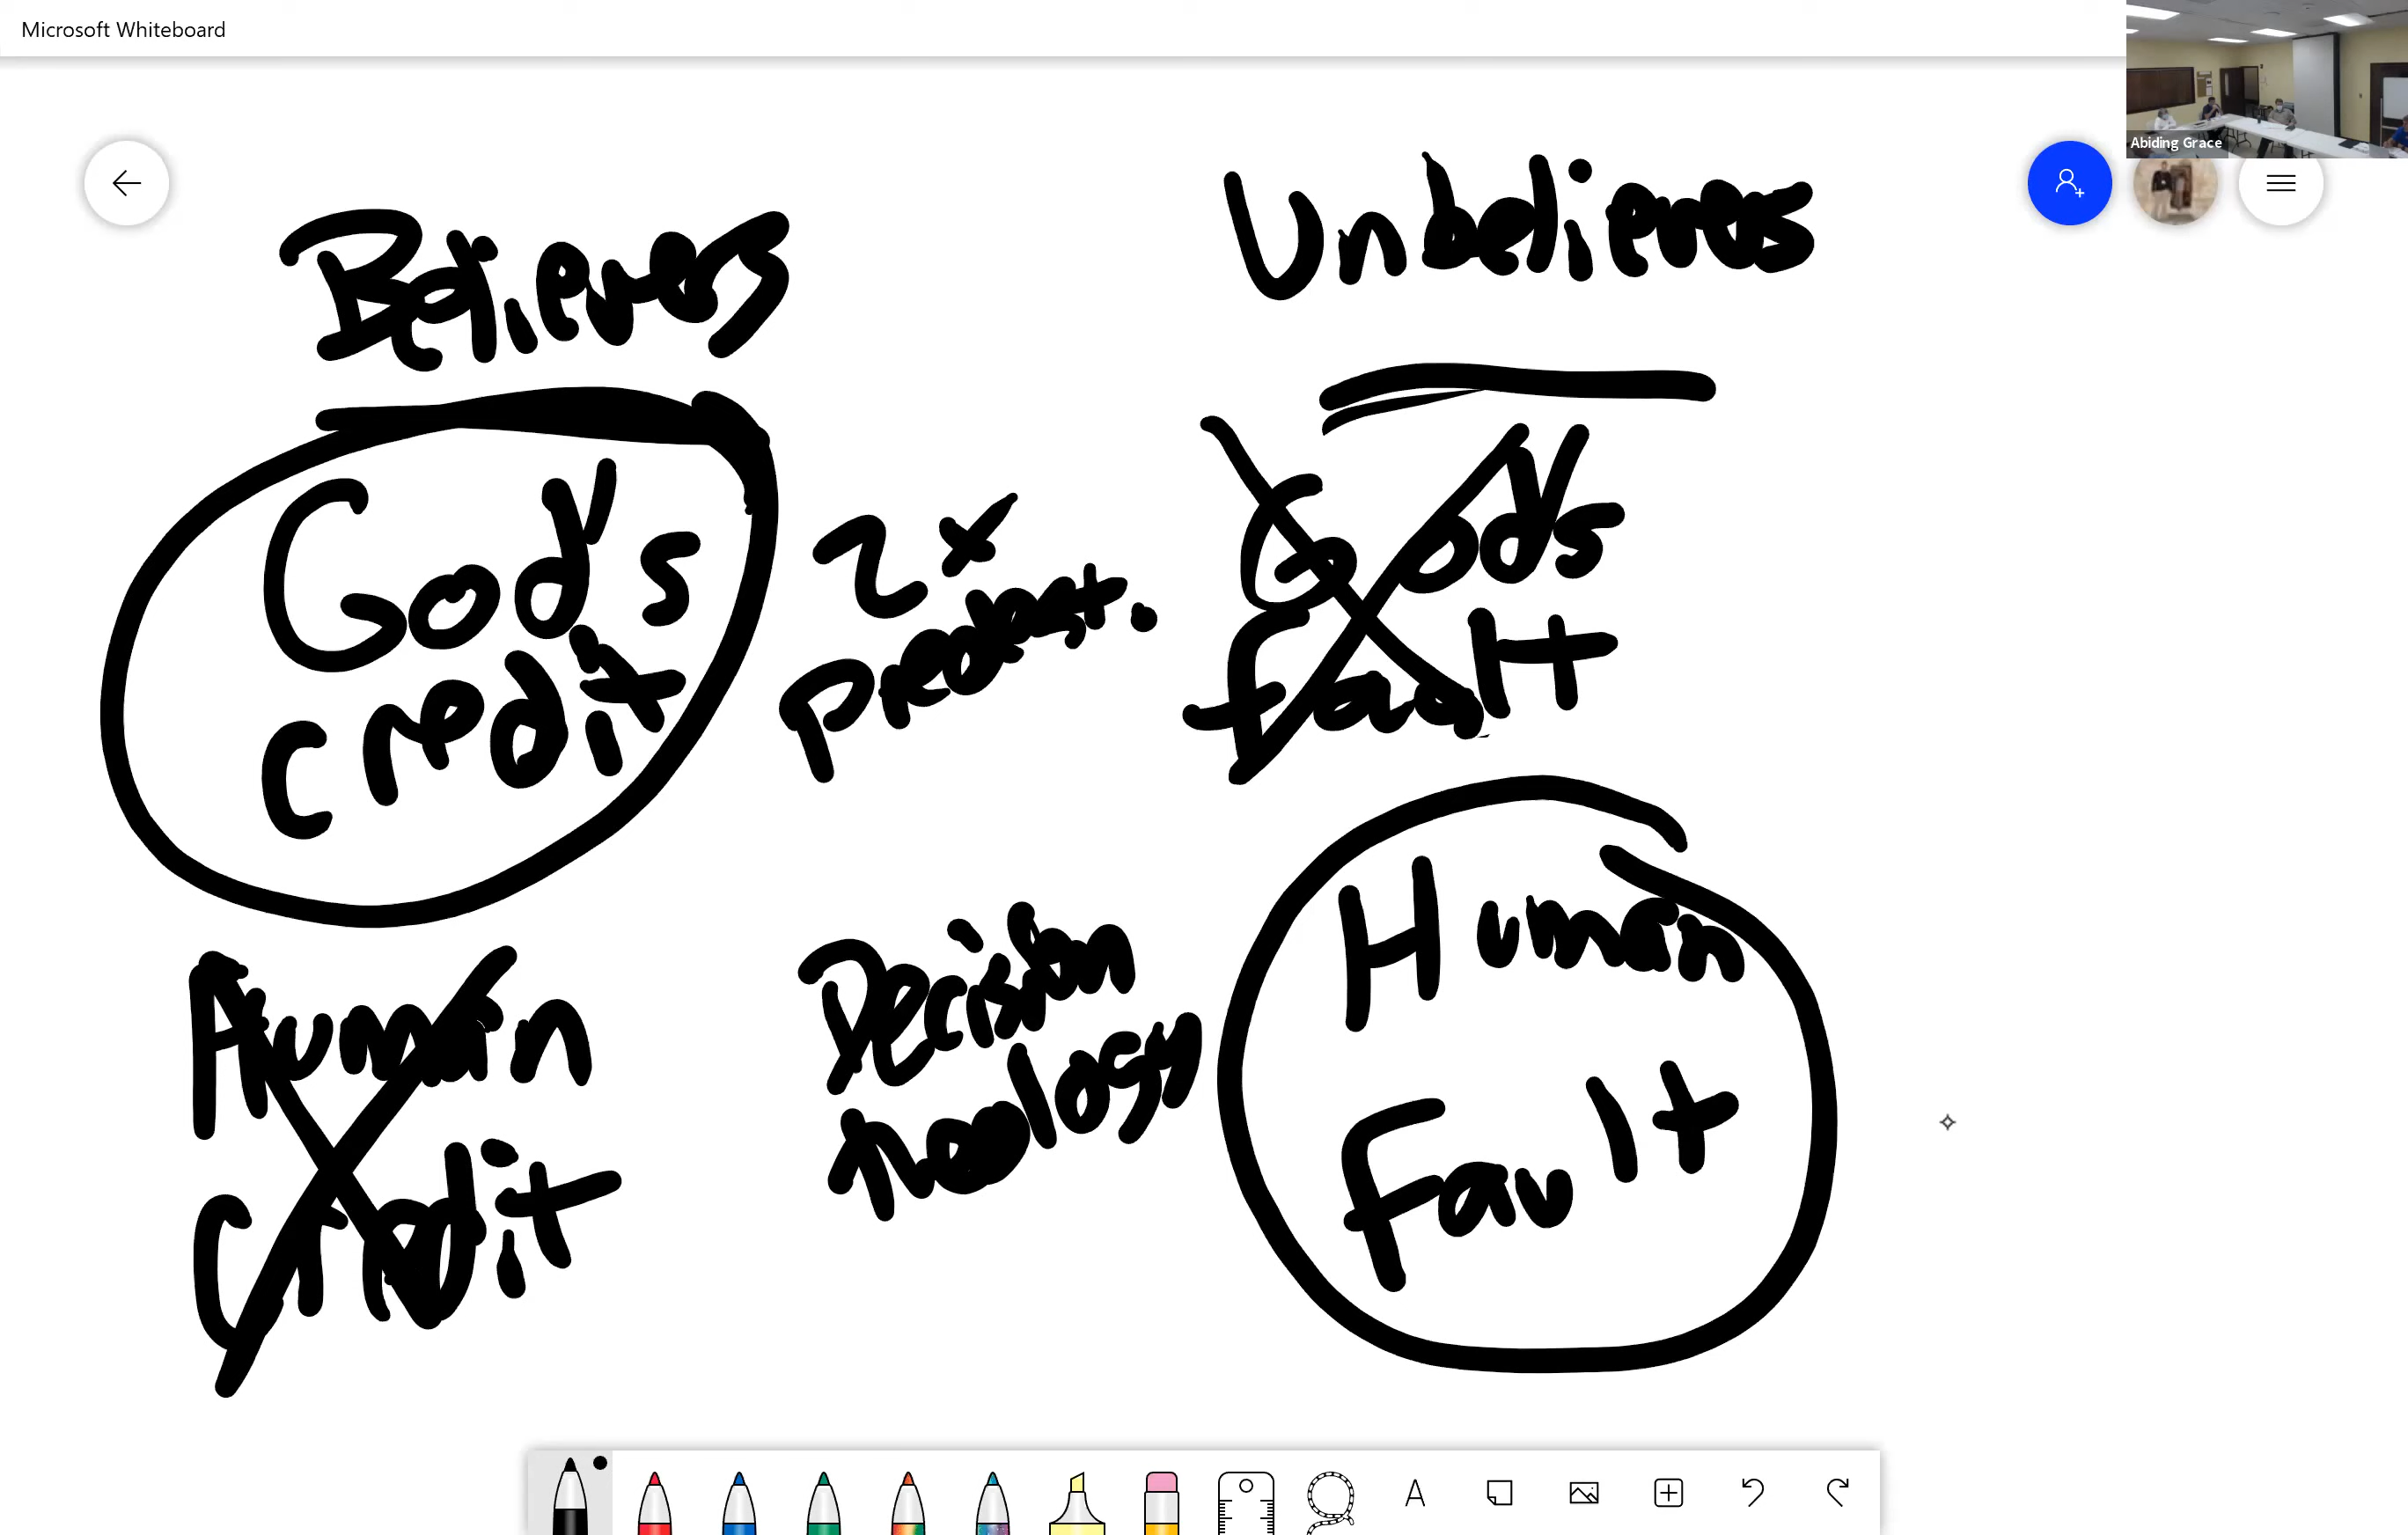 Microsoft Whiteboard
Abiding Grace
Believers
God's
credit
Human
Credit
2x
predest.
Decision
Theology
Unbelievers
God's
fault
Human
Fault